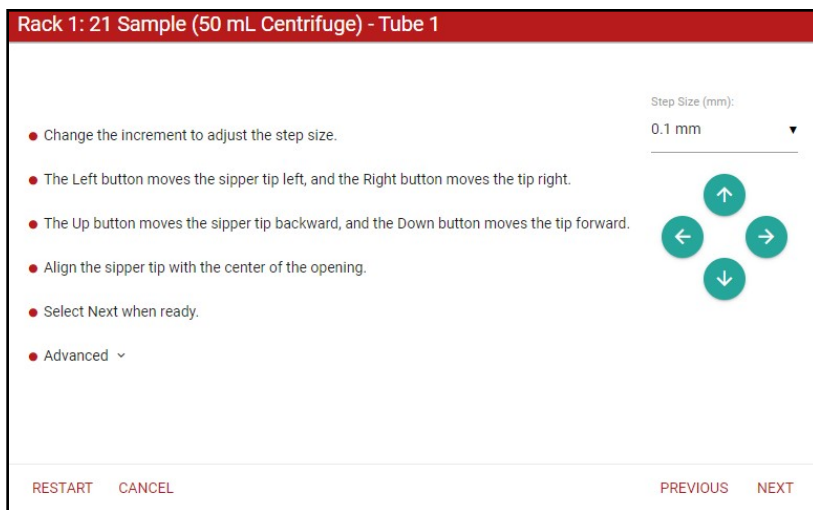 Rack 1: 21 Sample (50 mL Centrifuge) - Tube 1
Step Size (mm):
0.1 mm
Change the increment to adjust the step size.
The Left button moves the sipper tip left, and the Right button moves the tip right.
The Up button moves the sipper tip backward, and the Down button moves the tip forward.
Align the sipper tip with the center of the opening.
Select Next when ready.
Advanced
RESTART CANCEL PREVIOUS NEXT